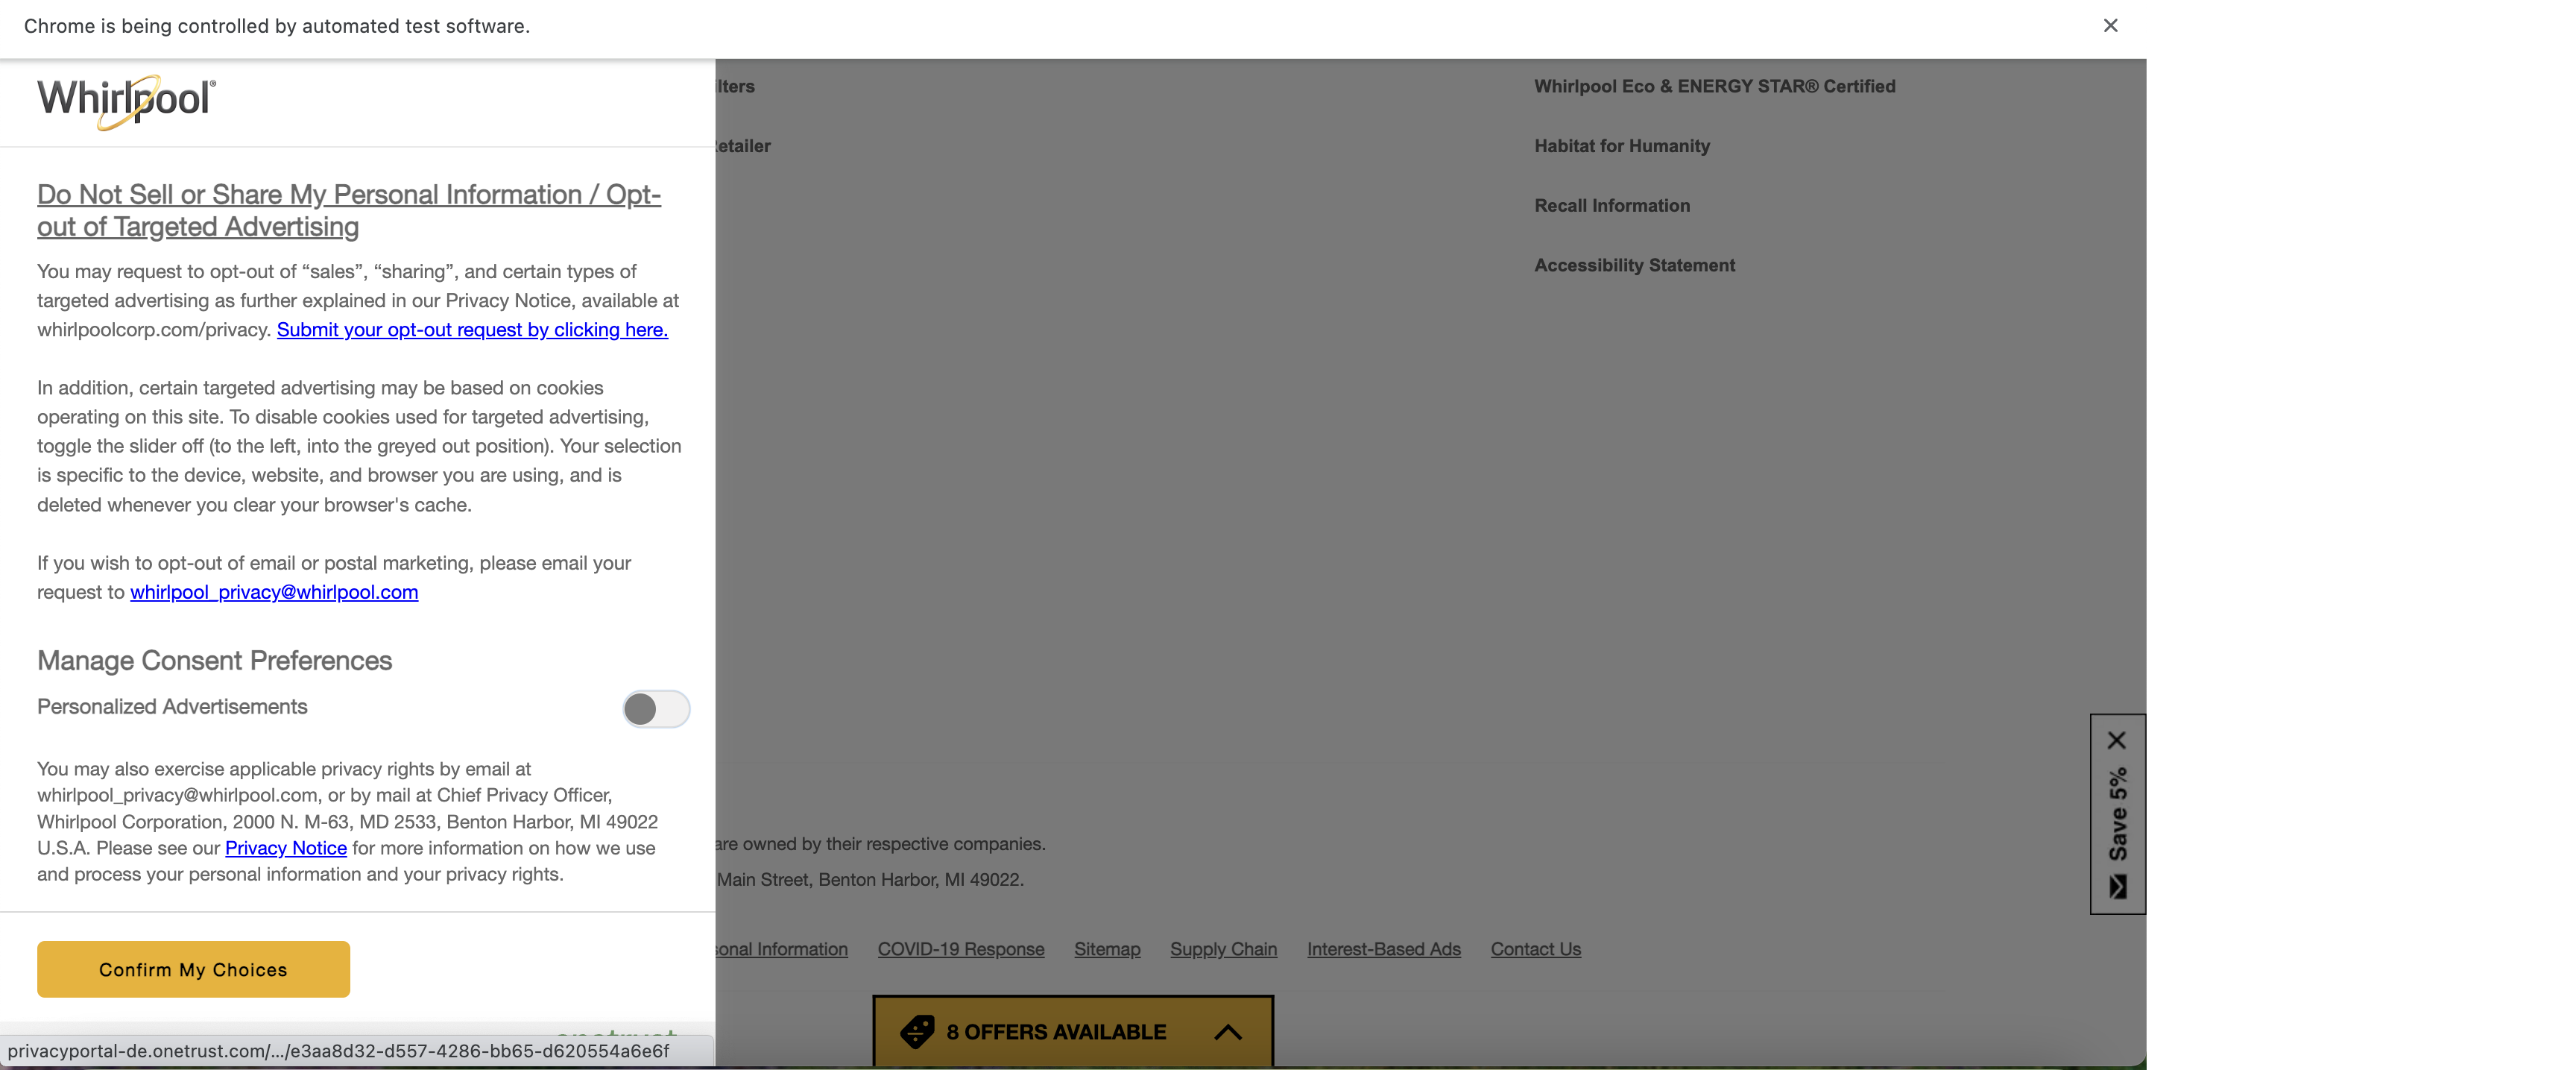 Chrome is being controlled by automated test software.
Whirlpool®
Do Not Sell or Share My Personal Information / Opt-
out of Targeted Advertising
You may request to opt-out of “sales”, “sharing”, and certain types of
targeted advertising as further explained in our Privacy Notice, available at
whirlpoolcorp.com/privacy. Submit your opt-out request by clicking here.
In addition, certain targeted advertising may be based on cookies
operating on this site. To disable cookies used for targeted advertising,
toggle the slider off (to the left, into the greyed out position). Your selection
is specific to the device, website, and browser you are using, and is
deleted whenever you clear your browser's cache.
If you wish to opt-out of email or postal marketing, please email your
request to whirlpool_privacy@whirlpool.com
Manage Consent Preferences
Personalized Advertisements
You may also exercise applicable privacy rights by email at
whirlpool_privacy@whirlpool.com, or by mail at Chief Privacy Officer,
Whirlpool Corporation, 2000 N. M-63, MD 2533, Benton Harbor, MI 49022
U.S.A. Please see our Privacy Notice for more information on how we use
and process your personal information and your privacy rights.
Confirm My Choices
privacyportal-de.onetrust.com/.../e3aa8d32-d557-4286-bb65-d620554a6e6f
ilters
etailer
Whirlpool Eco & ENERGY STAR® Certified
Habitat for Humanity
Recall Information
Accessibility Statement
are owned by their respective companies.
Main Street, Benton Harbor, MI 49022.
sonal Information COVID-19 Response Sitemap Supply Chain Interest-Based Ads Contact Us
8 OFFERS AVAILABLE
Save 5%